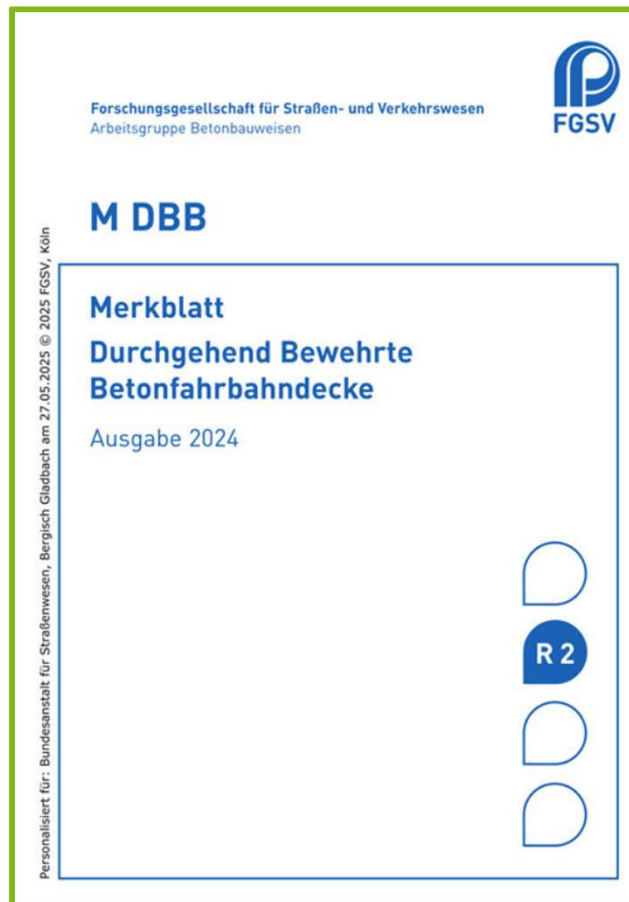 Forschungsgesellschaft für Straßen- und Verkehrswesen
Arbeitsgruppe Betonbauweisen
FGSV
M DBB
Merkblatt
Durchgehend Bewehrte
Betonfahrbahndecke
Ausgabe 2024
R 2
Personalisiert für: Bundesanstalt für Straßenwesen, Bergisch Gladbach am 27.05.2025 © 2025 FGSV, Köln